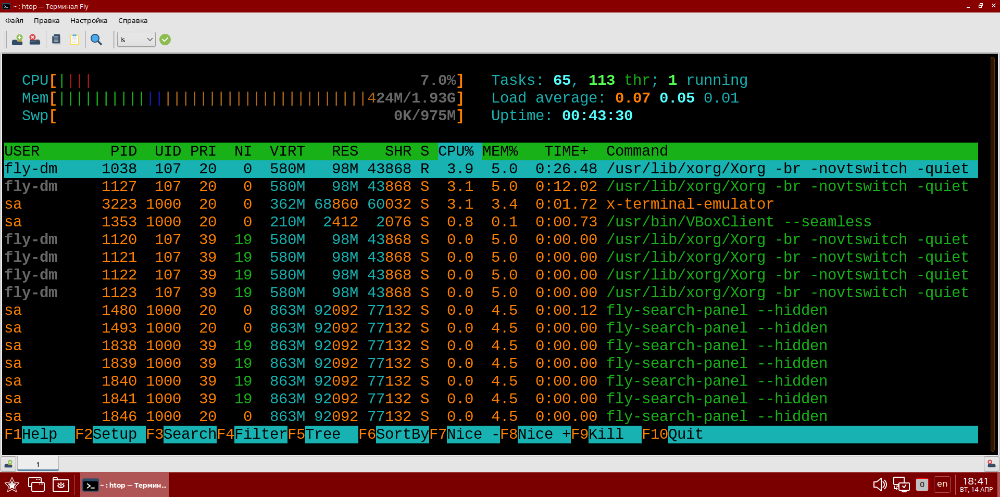 ~ : htop — Терминал Fly
Файл Правка Настройка Справка
ls
CPU[|||| 7.0%] Tasks: 65, 113 thr; 1 running
Mem[|||||||||||||||||||||||||||||||||||424M/1.93G] Load average: 0.07 0.05 0.01
Swp[ 0K/975M] Uptime: 00:43:30
USER PID UID PRI NI VIRT RES SHR S CPU% MEM% TIME+ Command
fly-dm 1038 107 20 0 580M 98M 43868 R 3.9 5.0 0:26.48 /usr/lib/xorg/Xorg -br -novtswitch -quiet
fly-dm 1127 107 20 0 580M 98M 43868 S 3.1 5.0 0:12.02 /usr/lib/xorg/Xorg -br -novtswitch -quiet
sa 3223 1000 20 0 362M 68860 60032 S 3.1 3.4 0:01.72 x-terminal-emulator
sa 1353 1000 20 0 210M 2412 2076 S 0.8 0.1 0:00.73 /usr/bin/VBoxClient --seamless
fly-dm 1120 107 39 19 580M 98M 43868 S 0.0 5.0 0:00.00 /usr/lib/xorg/Xorg -br -novtswitch -quiet
fly-dm 1121 107 39 19 580M 98M 43868 S 0.0 5.0 0:00.00 /usr/lib/xorg/Xorg -br -novtswitch -quiet
fly-dm 1122 107 39 19 580M 98M 43868 S 0.0 5.0 0:00.00 /usr/lib/xorg/Xorg -br -novtswitch -quiet
fly-dm 1123 107 39 19 580M 98M 43868 S 0.0 5.0 0:00.00 /usr/lib/xorg/Xorg -br -novtswitch -quiet
sa 1480 1000 20 0 863M 92092 77132 S 0.0 4.5 0:00.12 fly-search-panel --hidden
sa 1493 1000 20 0 863M 92092 77132 S 0.0 4.5 0:00.00 fly-search-panel --hidden
sa 1838 1000 39 19 863M 92092 77132 S 0.0 4.5 0:00.00 fly-search-panel --hidden
sa 1839 1000 39 19 863M 92092 77132 S 0.0 4.5 0:00.00 fly-search-panel --hidden
sa 1840 1000 39 19 863M 92092 77132 S 0.0 4.5 0:00.00 fly-search-panel --hidden
sa 1841 1000 39 19 863M 92092 77132 S 0.0 4.5 0:00.00 fly-search-panel --hidden
sa 1846 1000 20 0 863M 92092 77132 S 0.0 4.5 0:00.00 fly-search-panel --hidden
F1Help F2Setup F3SearchF4FilterF5Tree F6SortByF7Nice -F8Nice +F9Kill F10Quit
1
~ : htop — Термин...
0 en 18:41
ВТ, 14 АПР